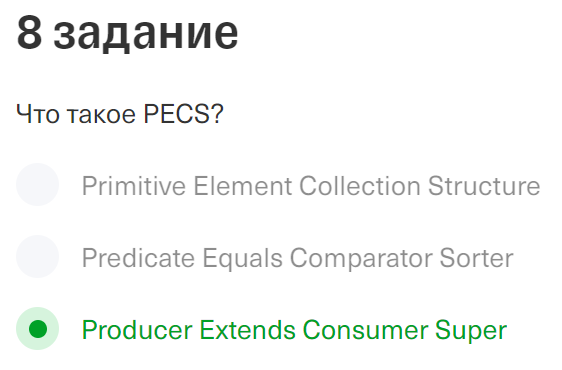 8 задание
Что такое PECS?
Primitive Element Collection Structure
Predicate Equals Comparator Sorter
Producer Extends Consumer Super